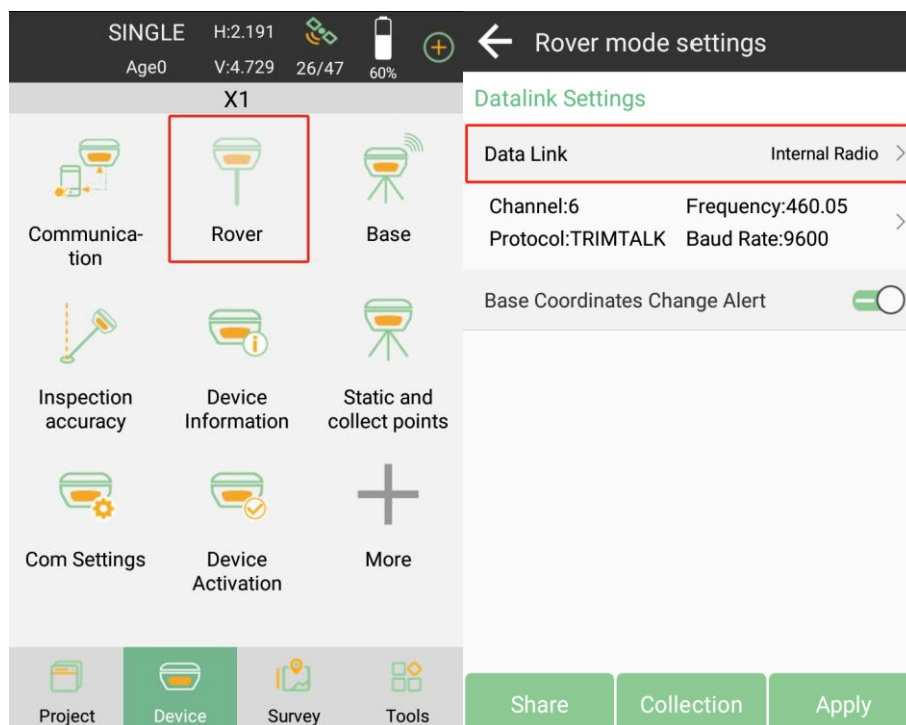 SINGLE H:2.191
Age0 V:4.729 26/47 60%
X1
Communica-
tion
Rover
Base
Inspection
accuracy
Device
Information
Static and
collect points
Com Settings
Device
Activation
More
Project Device Survey Tools
Rover mode settings
Datalink Settings
Data Link Internal Radio
Channel:6 Frequency:460.05
Protocol:TRIMTALK Baud Rate:9600
Base Coordinates Change Alert
Share Collection Apply